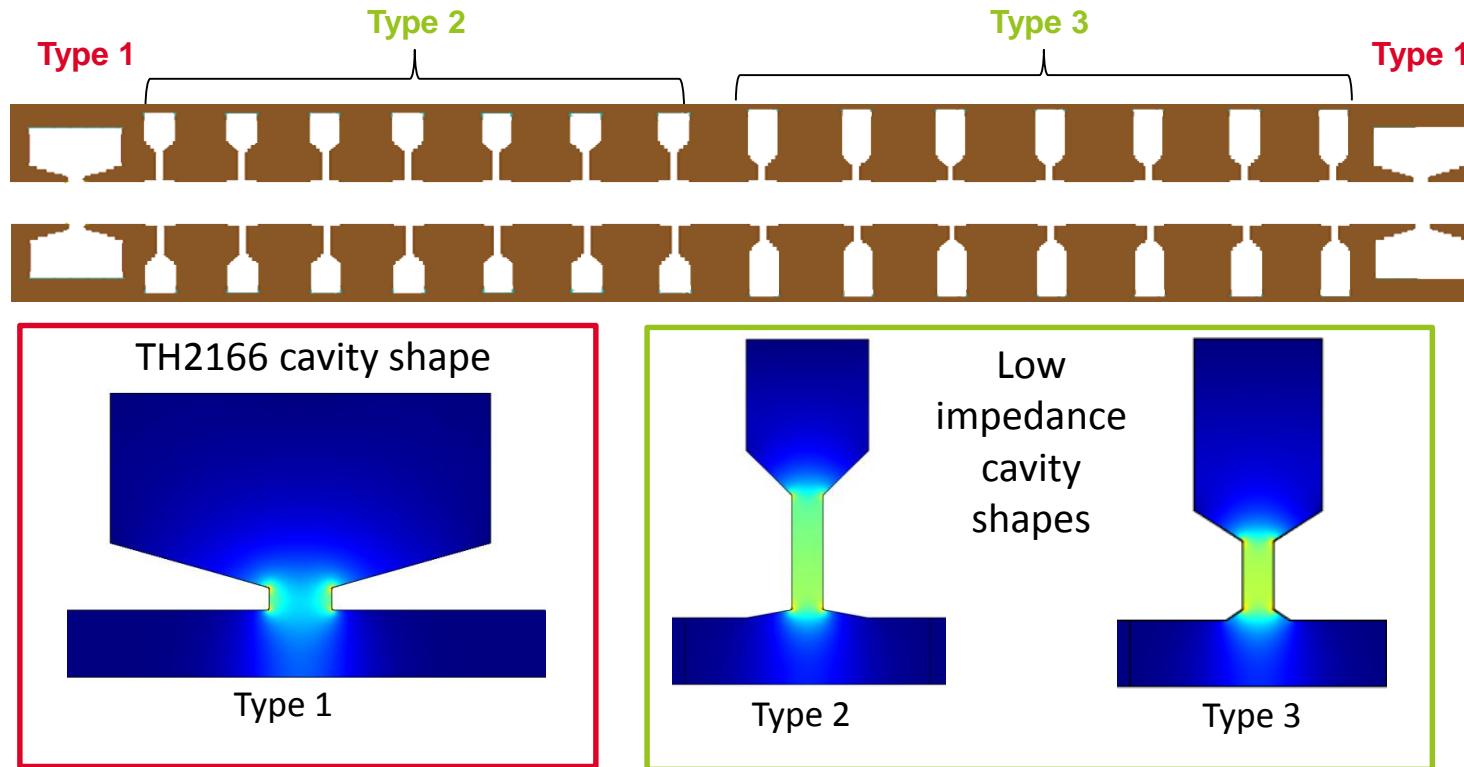 Type 2
Type 3
Type 1
Type 1
TH2166 cavity shape
Type 1
Low
impedance
cavity
shapes
Type 2
Type 3